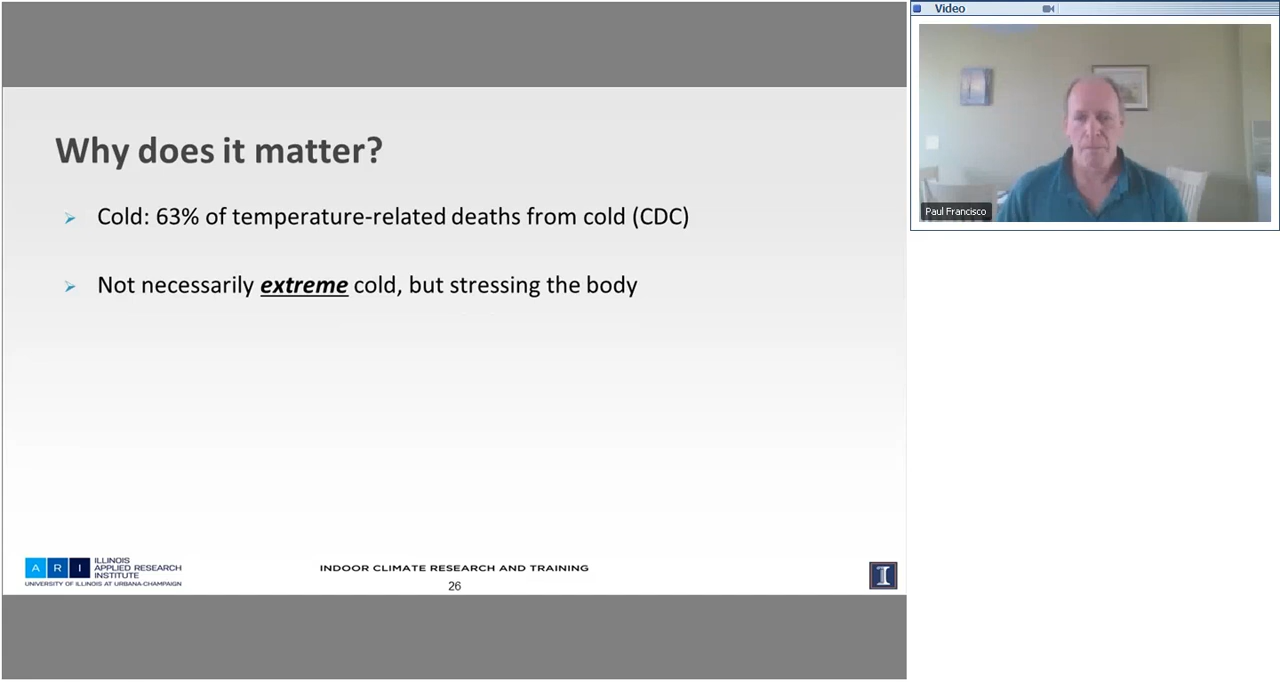 Video
Why does it matter?
Cold: 63% of temperature-related deaths from cold (CDC)
Not necessarily extreme cold, but stressing the body
Paul Francisco
A R I
ILLINOIS
APPLIED RESEARCH
INSTITUTE
UNIVERSITY OF ILLINOIS AT URBANA-CHAMPAIGN
INDOOR CLIMATE RESEARCH AND TRAINING
26
I